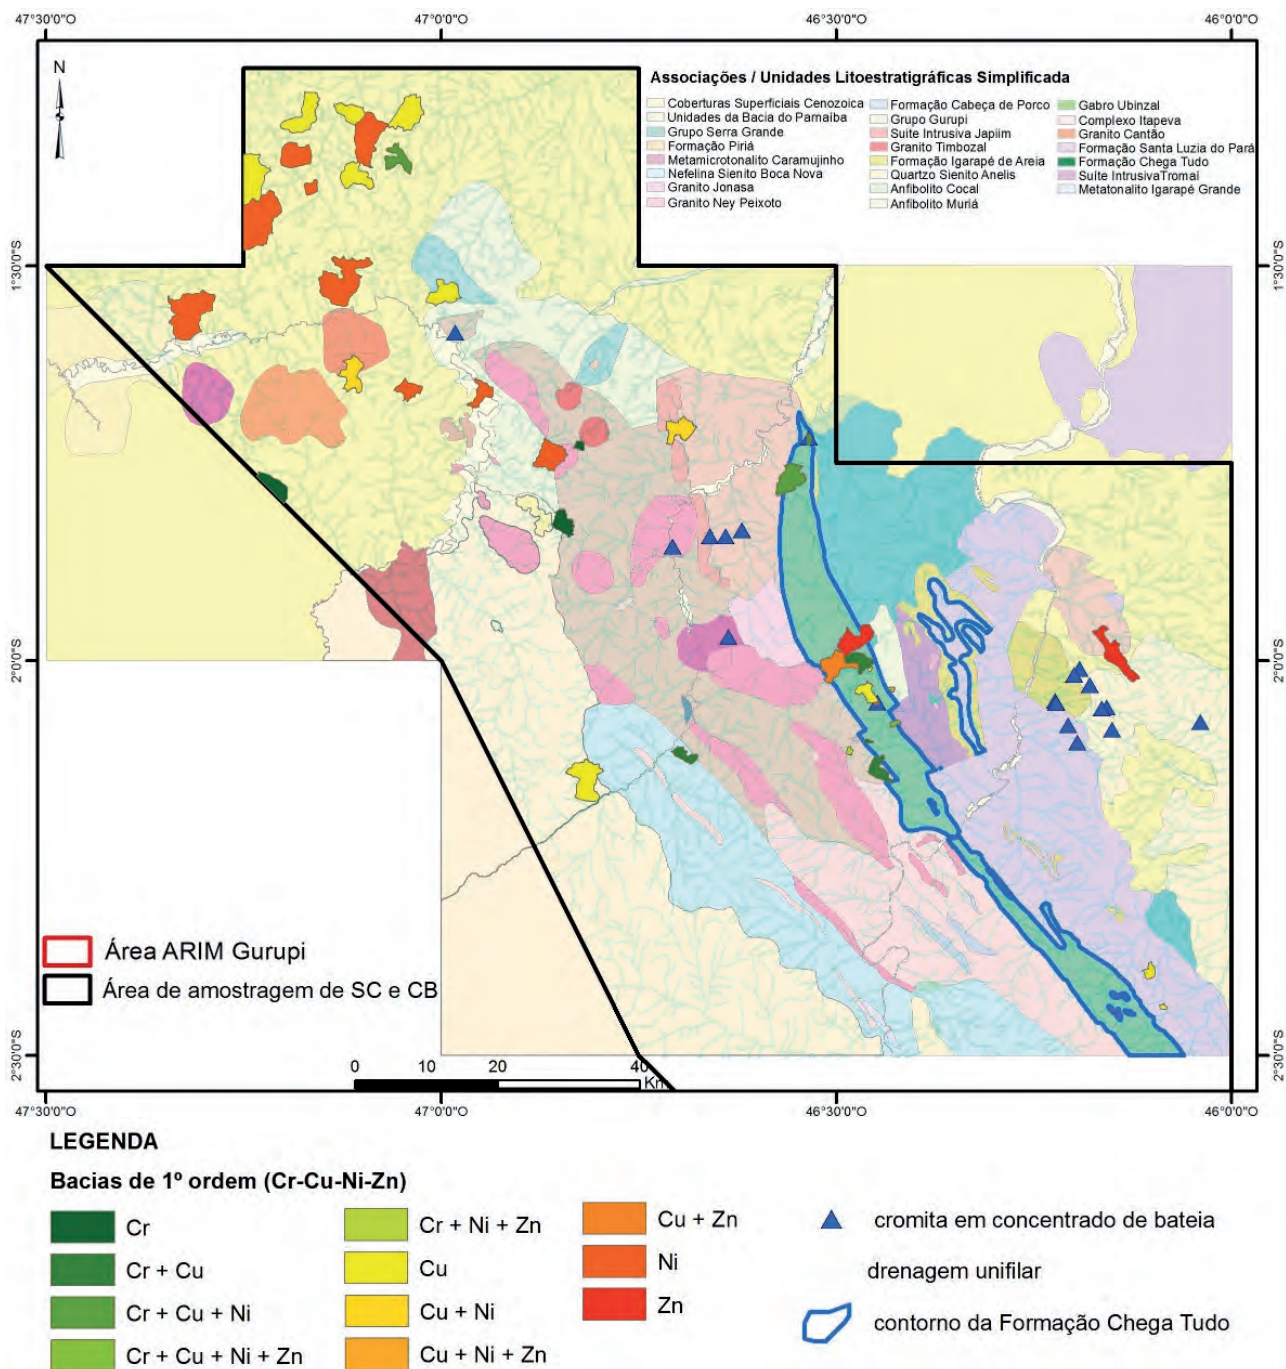 47°30'0"O
47°0'0"O
46°30'0"O
46°0'0"O
N
Associações / Unidades Litoestratigráficas Simplificada
Coberturas Superficiais Cenozoica
Unidades da Bacia do Parnaiba
Grupo Serra Grande
Formação Piriá
Metamicrotonalito Caramujinho
Nefelina Sienito Boca Nova
Granito Jonasa
Granito Ney Peixoto
Formação Cabeça de Porco
Grupo Gurupi
Suite Intrusiva Japiim
Granito Timbozal
Formação Igarapé de Areia
Quartzo Sienito Anelis
Anfibolito Cocal
Anfibolito Muriá
Gabro Ubinzal
Complexo Itapeva
Granito Cantão
Formação Santa Luzia do Pará
Formação Chega Tudo
Suite IntrusivaTromaí
Metatonalito Igarapé Grande
1°30'0"S
1°30'0"S
2°0'0"S
2°0'0"S
2°30'0"S
2°30'0"S
Área ARIM Gurupi
Área de amostragem de SC e CB
0 10 20 40
Km
47°30'0"O
47°0'0"O
46°30'0"O
46°0'0"O
LEGENDA
Bacias de 1º ordem (Cr-Cu-Ni-Zn)
Cr
Cr + Cu
Cr + Cu + Ni
Cr + Cu + Ni + Zn
Cr + Ni + Zn
Cu
Cu + Ni
Cu + Ni + Zn
Cu + Zn
Ni
Zn
cromita em concentrado de bateia
drenagem unifilar
contorno da Formação Chega Tudo